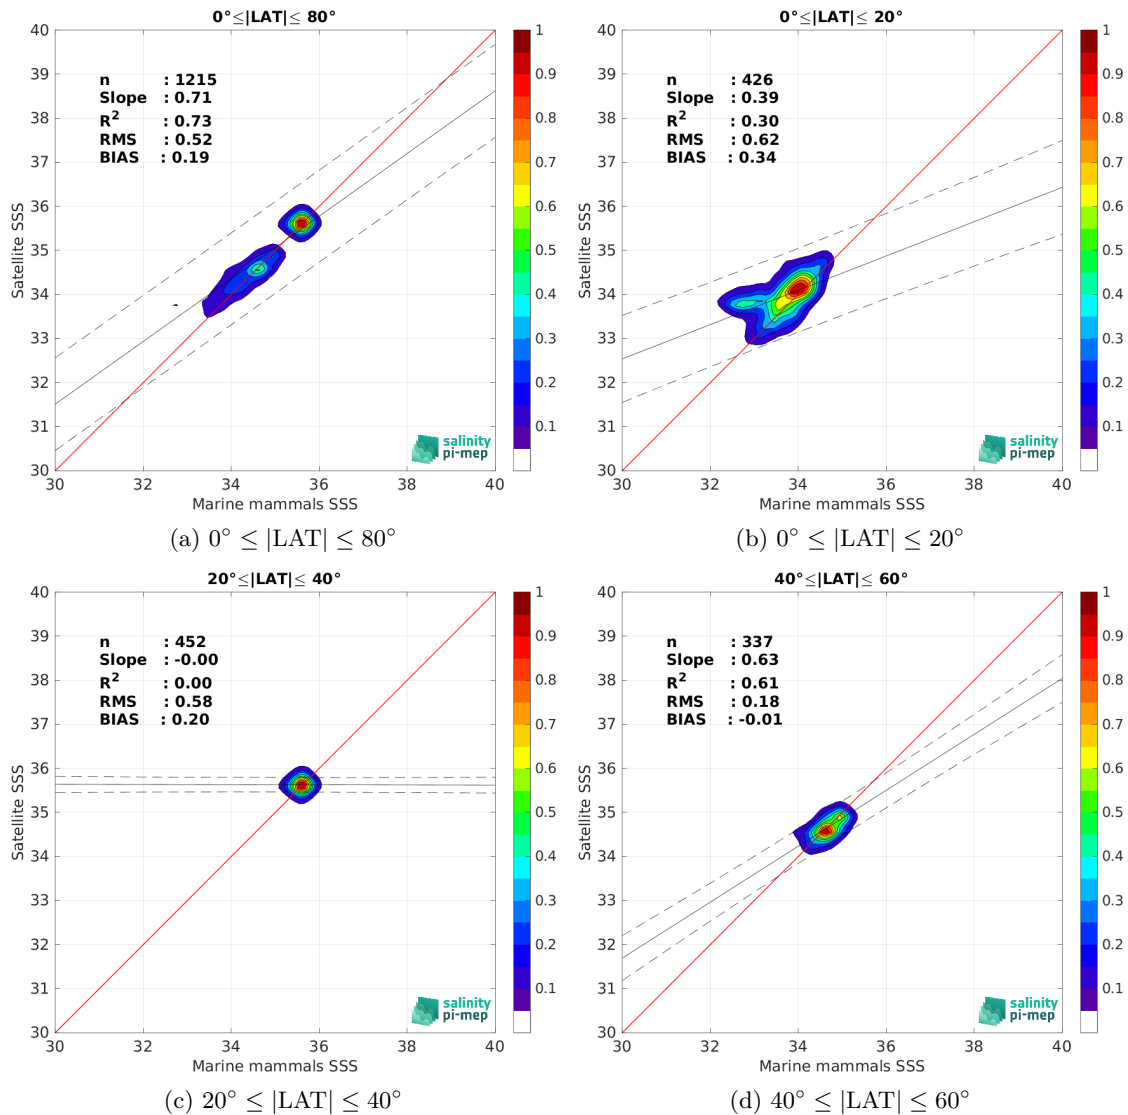 0°≤|LAT|≤ 80°
40
39
38
37
36
35
34
33
32
31
30
Satellite SSS
n : 1215
Slope : 0.71
R² : 0.73
RMS : 0.52
BIAS : 0.19
salinity
pi-mep
30 32 34 36 38 40
Marine mammals SSS
1
0.9
0.8
0.7
0.6
0.5
0.4
0.3
0.2
0.1
(a) 0° ≤ |LAT| ≤ 80°
0°≤|LAT|≤ 20°
40
39
38
37
36
35
34
33
32
31
30
Satellite SSS
n : 426
Slope : 0.39
R² : 0.30
RMS : 0.62
BIAS : 0.34
salinity
pi-mep
30 32 34 36 38 40
Marine mammals SSS
1
0.9
0.8
0.7
0.6
0.5
0.4
0.3
0.2
0.1
(b) 0° ≤ |LAT| ≤ 20°
20°≤|LAT|≤ 40°
40
39
38
37
36
35
34
33
32
31
30
Satellite SSS
n : 452
Slope : -0.00
R² : 0.00
RMS : 0.58
BIAS : 0.20
salinity
pi-mep
30 32 34 36 38 40
Marine mammals SSS
1
0.9
0.8
0.7
0.6
0.5
0.4
0.3
0.2
0.1
(c) 20° ≤ |LAT| ≤ 40°
40°≤|LAT|≤ 60°
40
39
38
37
36
35
34
33
32
31
30
Satellite SSS
n : 337
Slope : 0.63
R² : 0.61
RMS : 0.18
BIAS : -0.01
salinity
pi-mep
30 32 34 36 38 40
Marine mammals SSS
1
0.9
0.8
0.7
0.6
0.5
0.4
0.3
0.2
0.1
(d) 40° ≤ |LAT| ≤ 60°